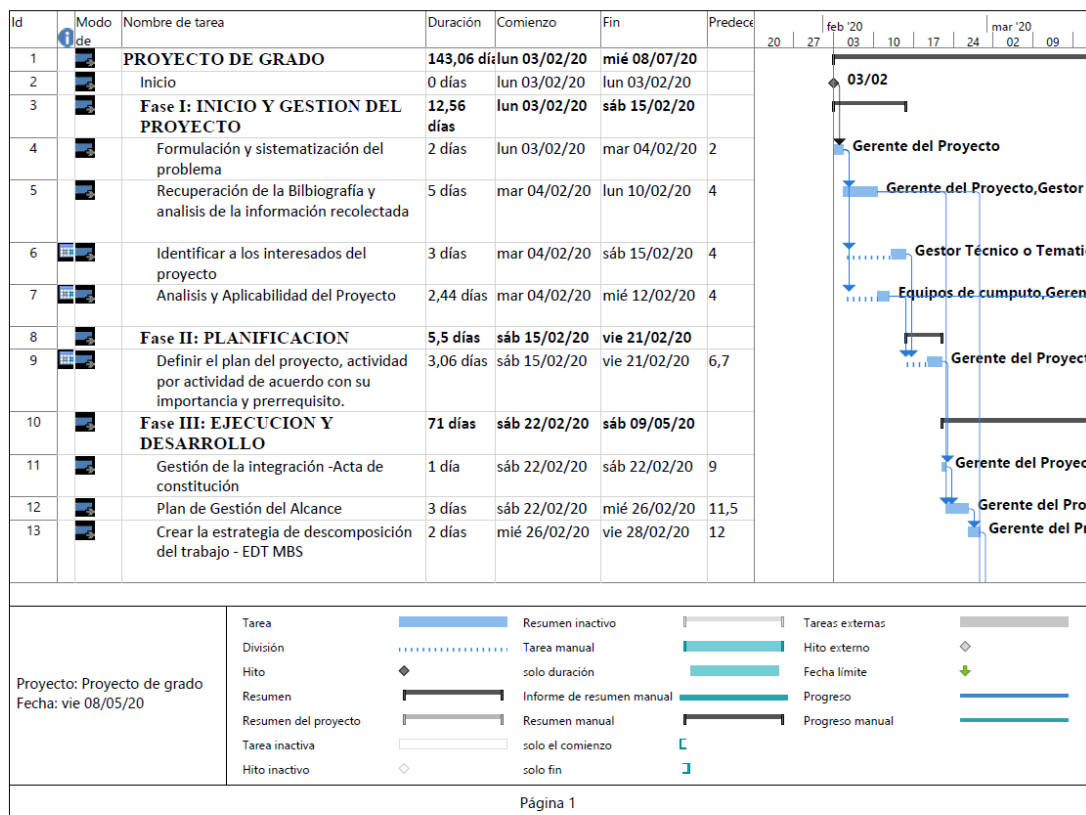 Id Modo de Nombre de tarea Duración Comienzo Fin Predece
feb '20 mar '20
20 27 03 10 17 24 02 09
1 PROYECTO DE GRADO 143,06 día lun 03/02/20 mié 08/07/20
2 Inicio 0 días lun 03/02/20 lun 03/02/20 03/02
3 Fase I: INICIO Y GESTION DEL PROYECTO 12,56 días lun 03/02/20 sáb 15/02/20
4 Formulación y sistematización del problema 2 días lun 03/02/20 mar 04/02/20 2 Gerente del Proyecto
5 Recuperación de la Bilbiografía y analisis de la información recolectada 5 días mar 04/02/20 lun 10/02/20 4 Gerente del Proyecto,Gestor
6 Identificar a los interesados del proyecto 3 días mar 04/02/20 sáb 15/02/20 4 Gestor Técnico o Temati
7 Analisis y Aplicabilidad del Proyecto 2,44 días mar 04/02/20 mié 12/02/20 4 Equipos de cumputo,Geren
8 Fase II: PLANIFICACION 5,5 días sáb 15/02/20 vie 21/02/20
9 Definir el plan del proyecto, actividad por actividad de acuerdo con su importancia y prerrequisito. 3,06 días sáb 15/02/20 vie 21/02/20 6,7 Gerente del Proyect
10 Fase III: EJECUCION Y DESARROLLO 71 días sáb 22/02/20 sáb 09/05/20
11 Gestión de la integración -Acta de constitución 1 día sáb 22/02/20 sáb 22/02/20 9 Gerente del Proyec
12 Plan de Gestión del Alcance 3 días sáb 22/02/20 mié 26/02/20 11,5 Gerente del Pro
13 Crear la estrategia de descomposición del trabajo - EDT MBS 2 días mié 26/02/20 vie 28/02/20 12 Gerente del Pr
Proyecto: Proyecto de grado
Fecha: vie 08/05/20
Tarea Resumen inactivo Tareas externas
División Tarea manual Hito externo
Hito solo duración Fecha límite
Resumen Informe de resumen manual Progreso
Resumen del proyecto Resumen manual Progreso manual
Tarea inactiva solo el comienzo
Hito inactivo solo fin
Página 1